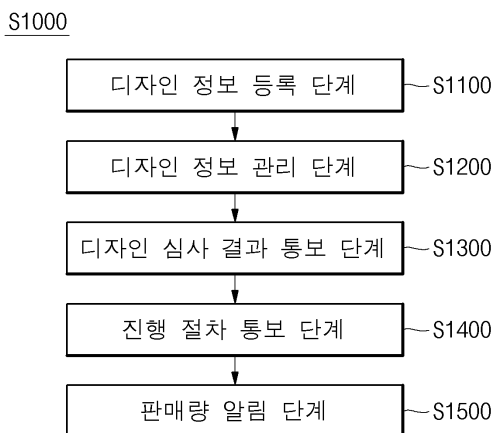 S1000
디자인 정보 등록 단계 S1100
디자인 정보 관리 단계 S1200
디자인 심사 결과 통보 단계 S1300
진행 절차 통보 단계 S1400
판매량 알림 단계 S1500